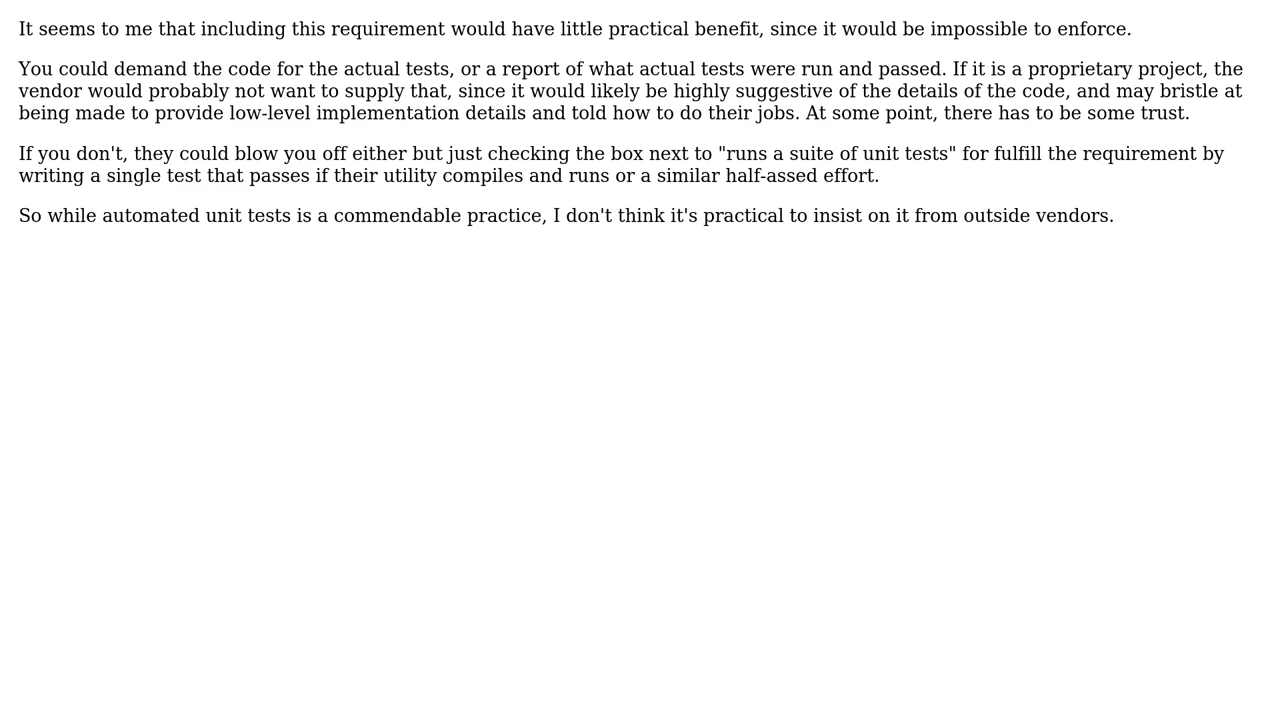 It seems to me that including this requirement would have little practical benefit, since it would be impossible to enforce.
You could demand the code for the actual tests, or a report of what actual tests were run and passed. If it is a proprietary project, the
vendor would probably not want to supply that, since it would likely be highly suggestive of the details of the code, and may bristle at
being made to provide low-level implementation details and told how to do their jobs. At some point, there has to be some trust.
If you don't, they could blow you off either but just checking the box next to "runs a suite of unit tests" for fulfill the requirement by
writing a single test that passes if their utility compiles and runs or a similar half-assed effort.
So while automated unit tests is a commendable practice, I don't think it's practical to insist on it from outside vendors.